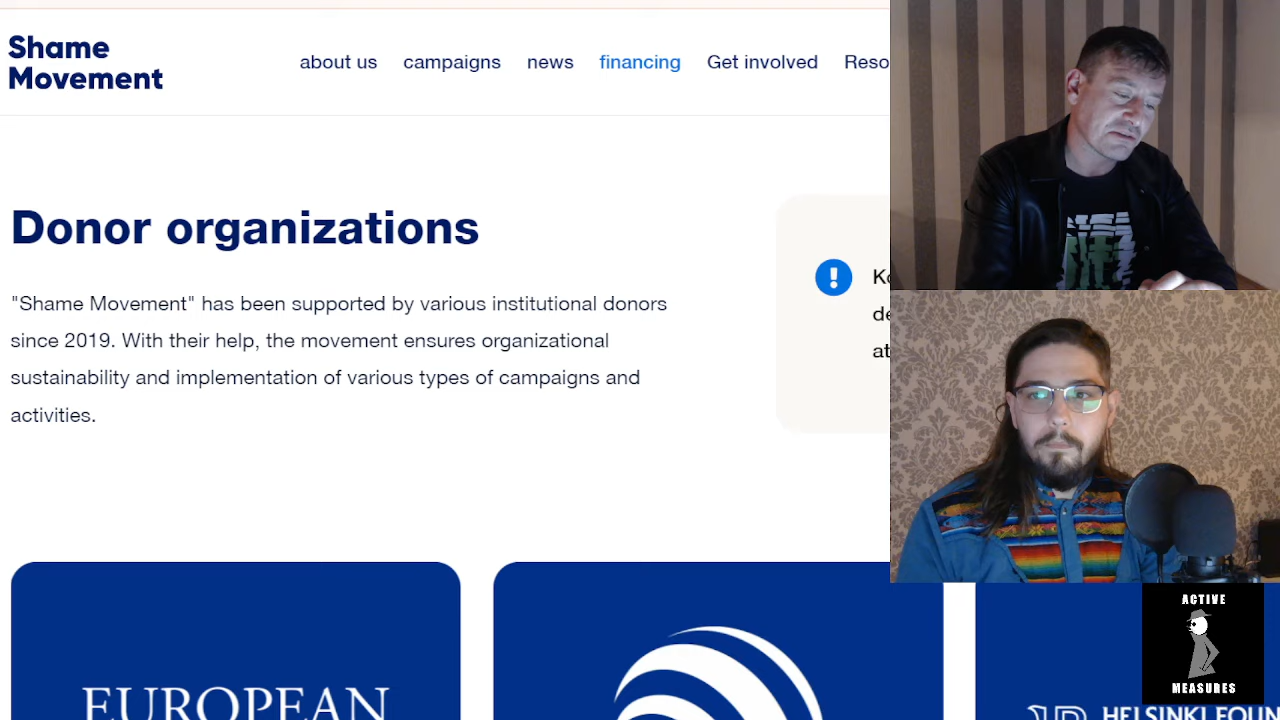 Shame
Movement
about us campaigns news financing Get involved
Donor organizations
"Shame Movement" has been supported by various institutional donors
since 2019. With their help, the movement ensures organizational
sustainability and implementation of various types of campaigns and
activities.
EUROPEAN
HELSINKI
ACTIVE
MEASURES